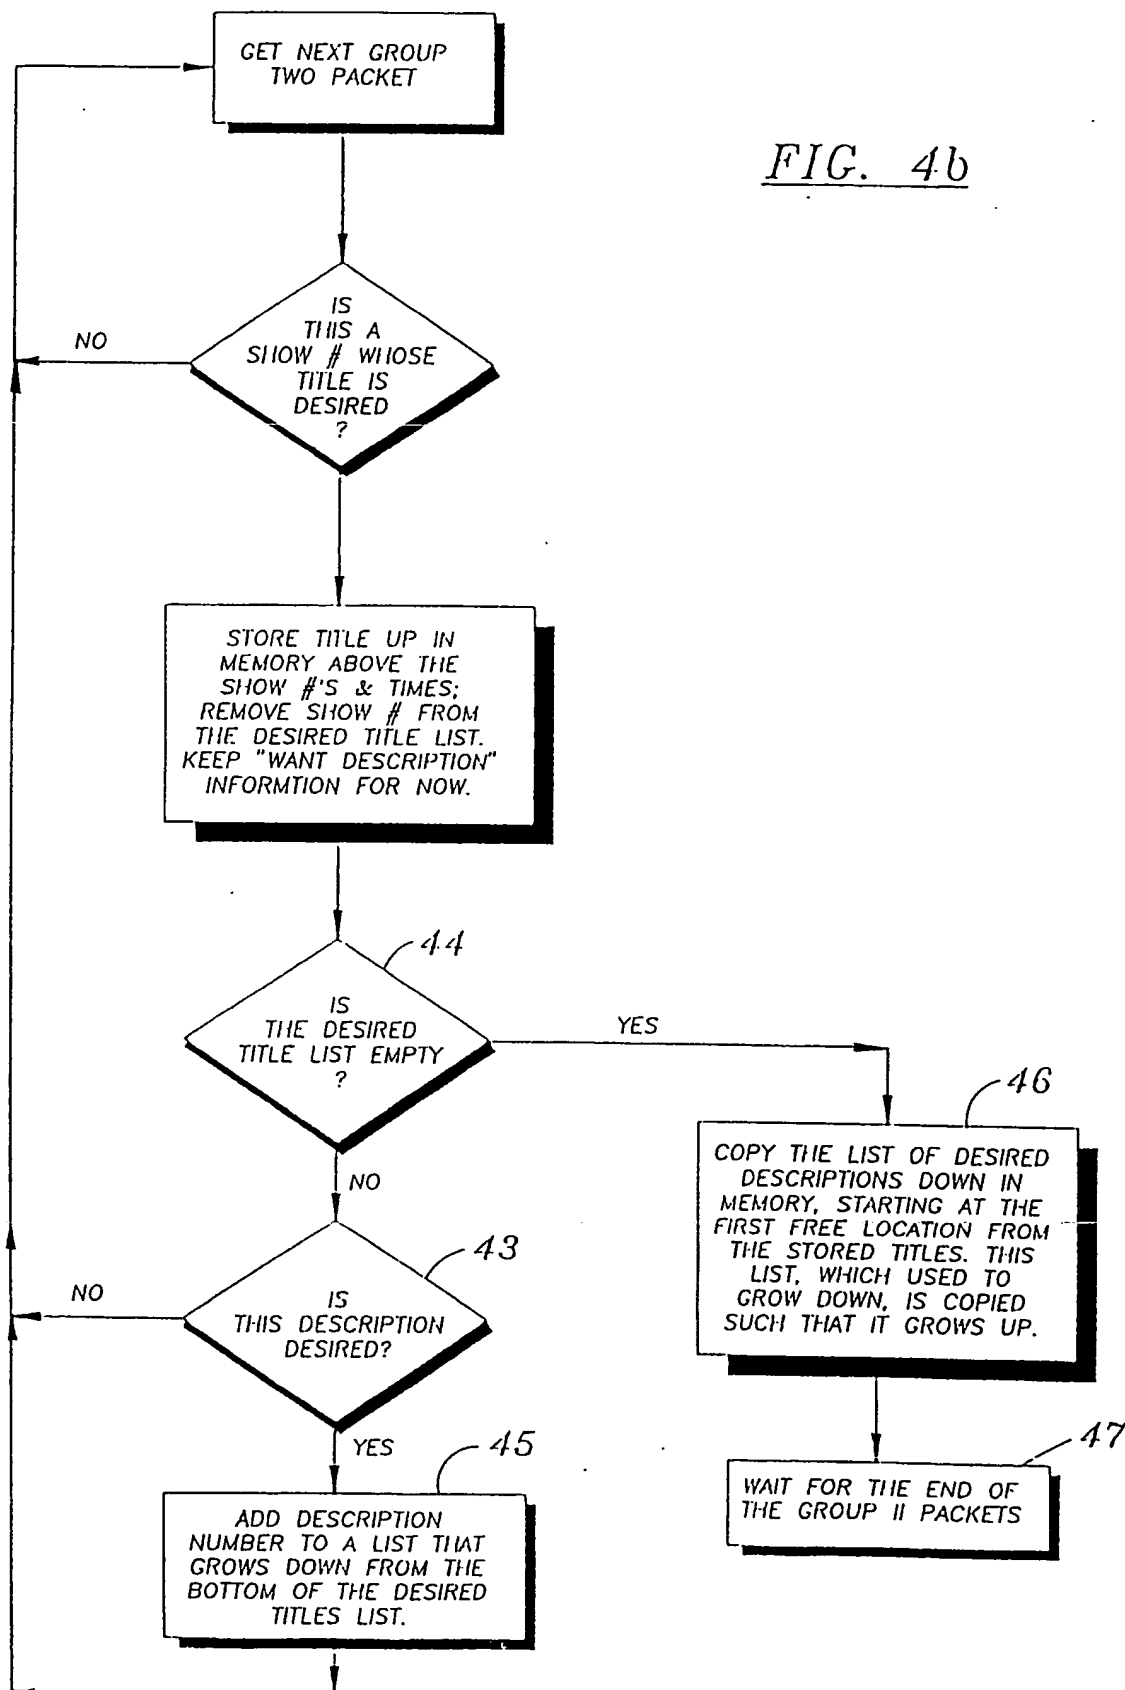 GET NEXT GROUP
TWO PACKET
FIG. 4b
IS
THIS A
SHOW # WHOSE
TITLE IS
DESIRED
?
NO
STORE TITLE UP IN
MEMORY ABOVE THE
SHOW #'S & TIMES;
REMOVE SHOW # FROM
THE DESIRED TITLE LIST.
KEEP "WANT DESCRIPTION"
INFORMTION FOR NOW.
44
IS
THE DESIRED
TITLE LIST EMPTY
?
YES
NO
46
COPY THE LIST OF DESIRED
DESCRIPTIONS DOWN IN
MEMORY, STARTING AT THE
FIRST FREE LOCATION FROM
THE STORED TITLES. THIS
LIST, WHICH USED TO
GROW DOWN, IS COPIED
SUCH THAT IT GROWS UP.
43
IS
THIS DESCRIPTION
DESIRED?
NO
YES
45
ADD DESCRIPTION
NUMBER TO A LIST THAT
GROWS DOWN FROM THE
BOTTOM OF THE DESIRED
TITLES LIST.
47
WAIT FOR THE END OF
THE GROUP II PACKETS